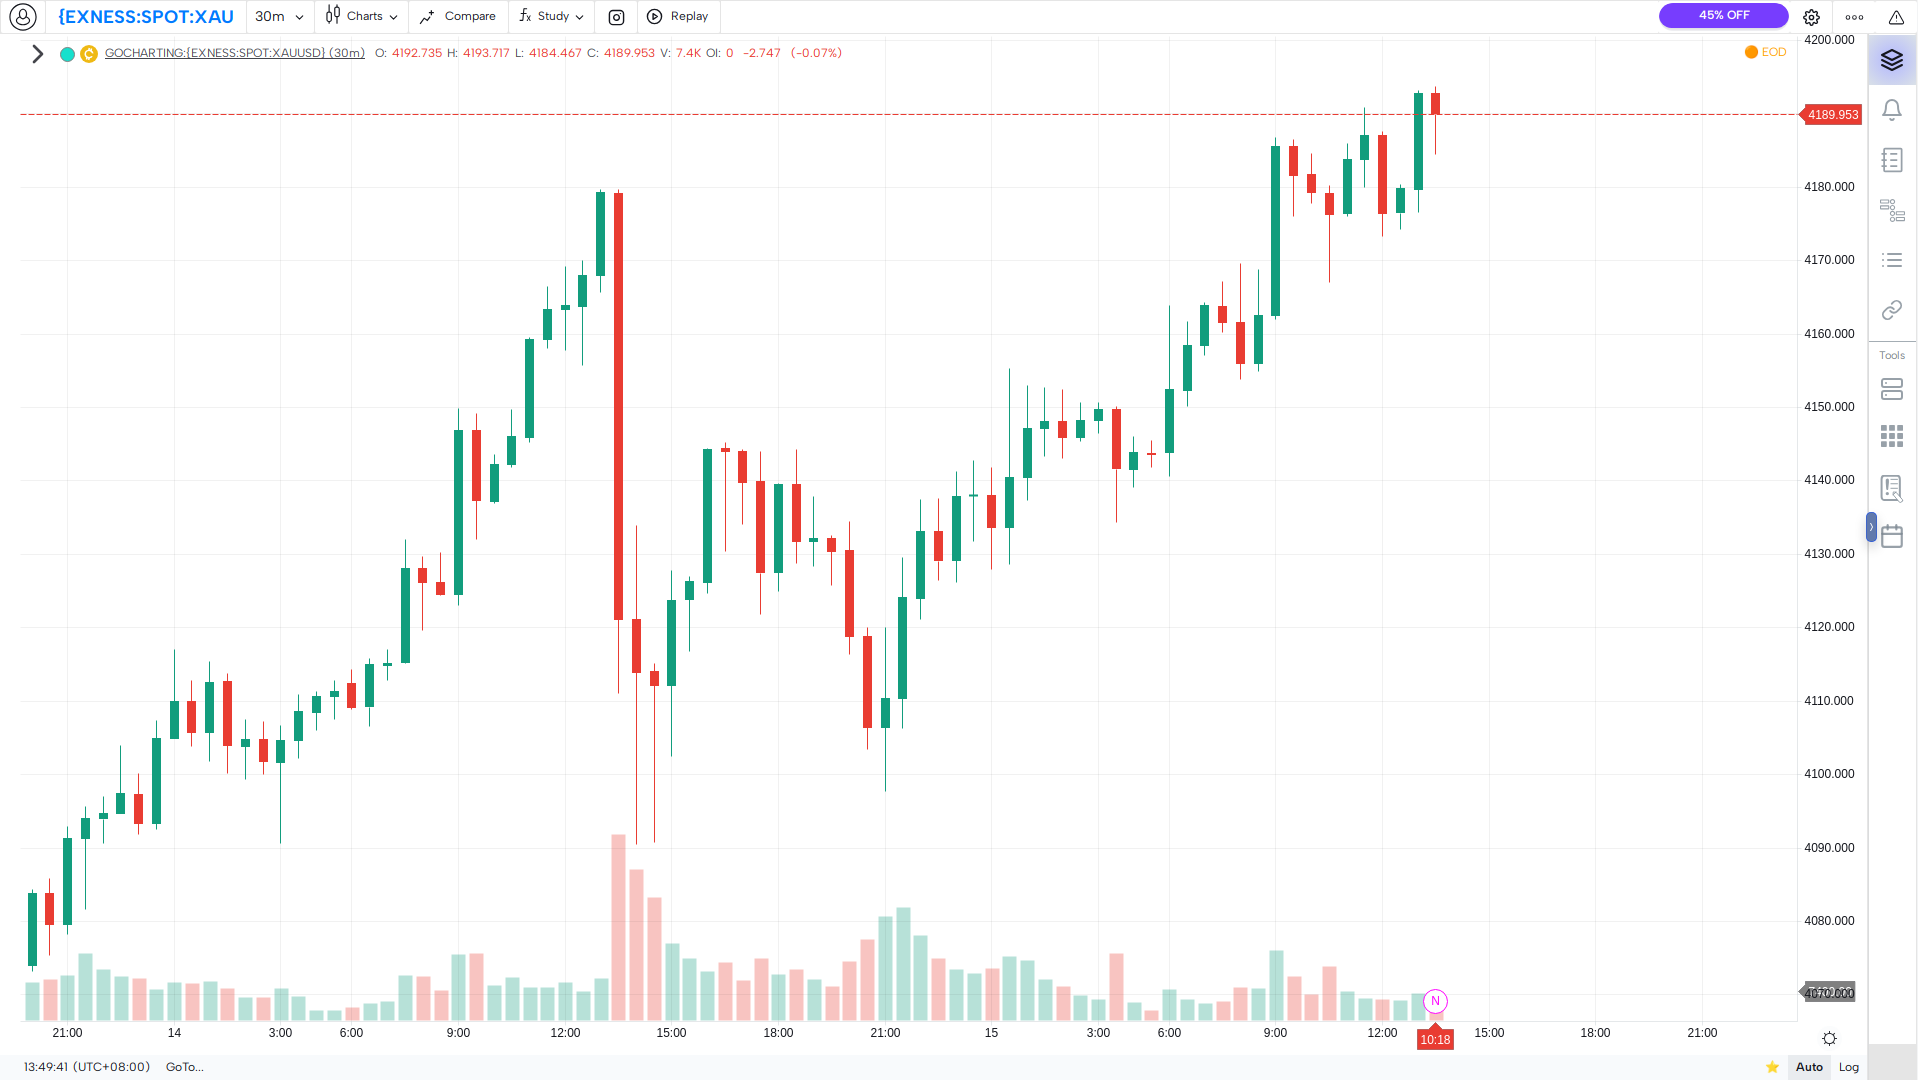 {EXNESS:SPOT:XAU 30m Charts Compare fx Study Replay 45% OFF
GOCHARTING:{EXNESS:SPOT:XAUUSD} (30m) O: 4192.735 H: 4193.717 L: 4184.467 C: 4189.953 V: 7.4K OI: 0 -2.747 (-0.07%) EOD
4200.000
4189.953
4180.000
4170.000
4160.000
4150.000
4140.000
4130.000
4120.000
4110.000
4100.000
4090.000
4080.000
4070.000
Tools
N
21:00 14 3:00 6:00 9:00 12:00 15:00 18:00 21:00 15 3:00 6:00 9:00 12:00 15:00 18:00 21:00
10:18
13:49:41 (UTC+08:00) GoTo... Auto Log